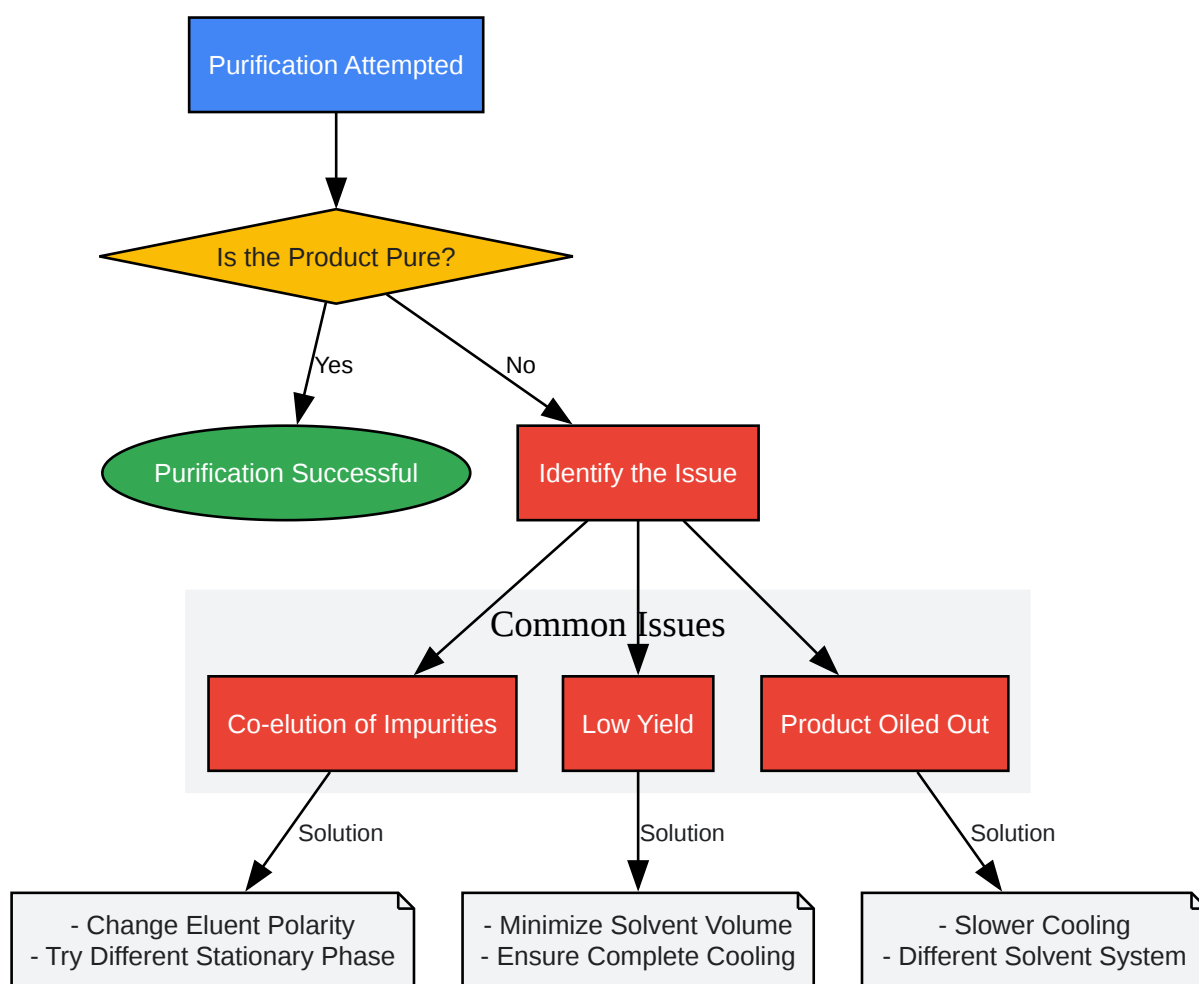 Purification Attempted
Is the Product Pure?
Yes
No
Purification Successful
Identify the Issue
Common Issues
Co-elution of Impurities
Low Yield
Product Oiled Out
Solution
Solution
Solution
- Change Eluent Polarity
- Try Different Stationary Phase
- Minimize Solvent Volume
- Ensure Complete Cooling
- Slower Cooling
- Different Solvent System